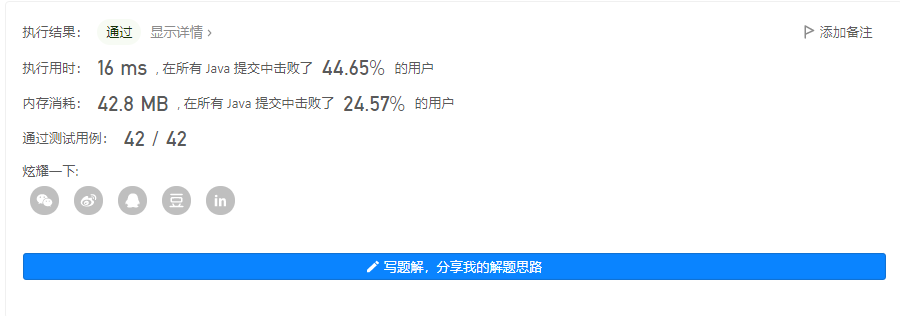 执行结果： 通过 显示详情 › 添加备注
执行用时： 16 ms , 在所有 Java 提交中击败了 44.65% 的用户
内存消耗： 42.8 MB , 在所有 Java 提交中击败了 24.57% 的用户
通过测试用例： 42 / 42
炫耀一下:
豆 in
写题解，分享我的解题思路